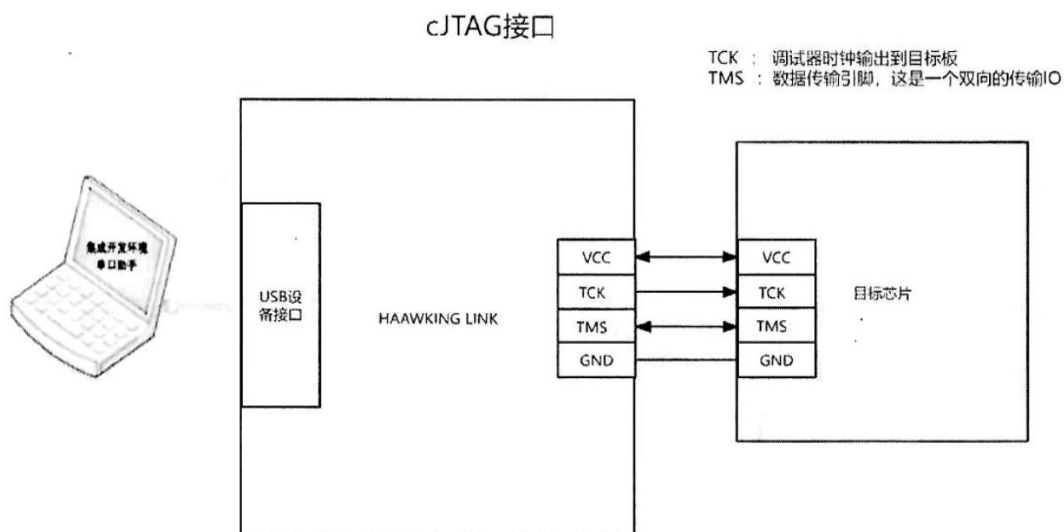 cJTAG接口
TCK ： 调试器时钟输出到目标板
TMS ： 数据传输引脚，这是一个双向的传输IO
集成开发环境
串口助手
USB设
备接口
HAAWKING LINK
VCC
TCK
TMS
GND
VCC
TCK
TMS
GND
目标芯片